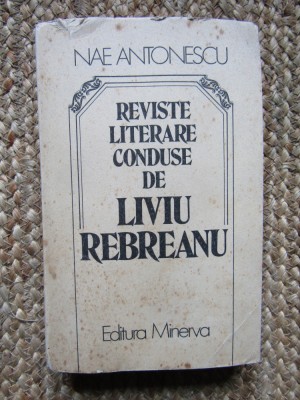 NAE ANTONESCU
REVISTE
LITERARE
CONDUSE
DE
LIVIU
REBREANU
Editura Minerva